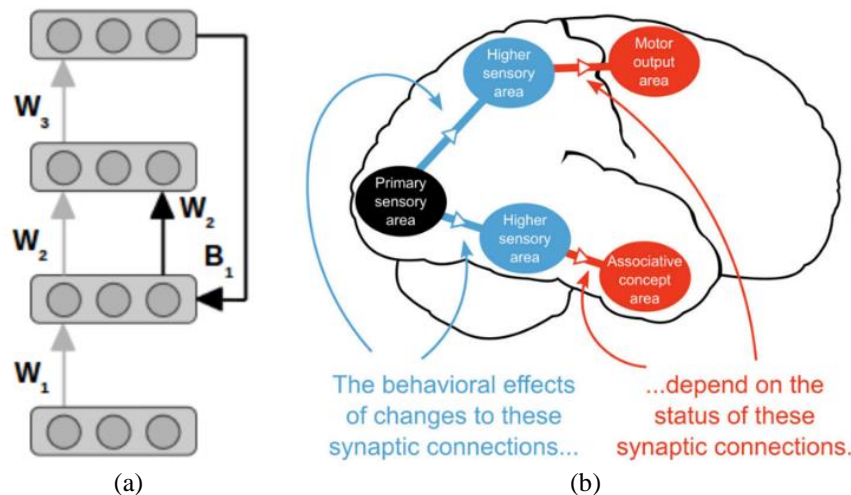 W3
W2
W2
B1
W1
(a)
Higher
sensory
area
Motor
output
area
Primary
sensory
area
Higher
sensory
area
Associative
concept
area
The behavioral effects
of changes to these
synaptic connections...
...depend on the
status of these
synaptic connections.
(b)